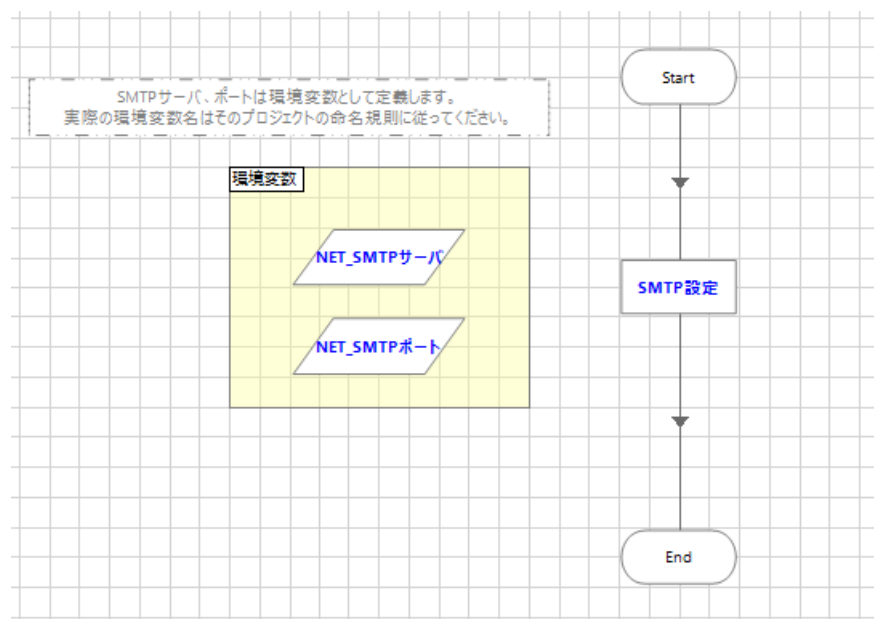 SMTPサーバ、ポートは環境変数として定義します。
実際の環境変数名はそのプロジェクトの命名規則に従ってください。
環境変数
NET_SMTPサーバ
NET_SMTPポート
Start
SMTP設定
End